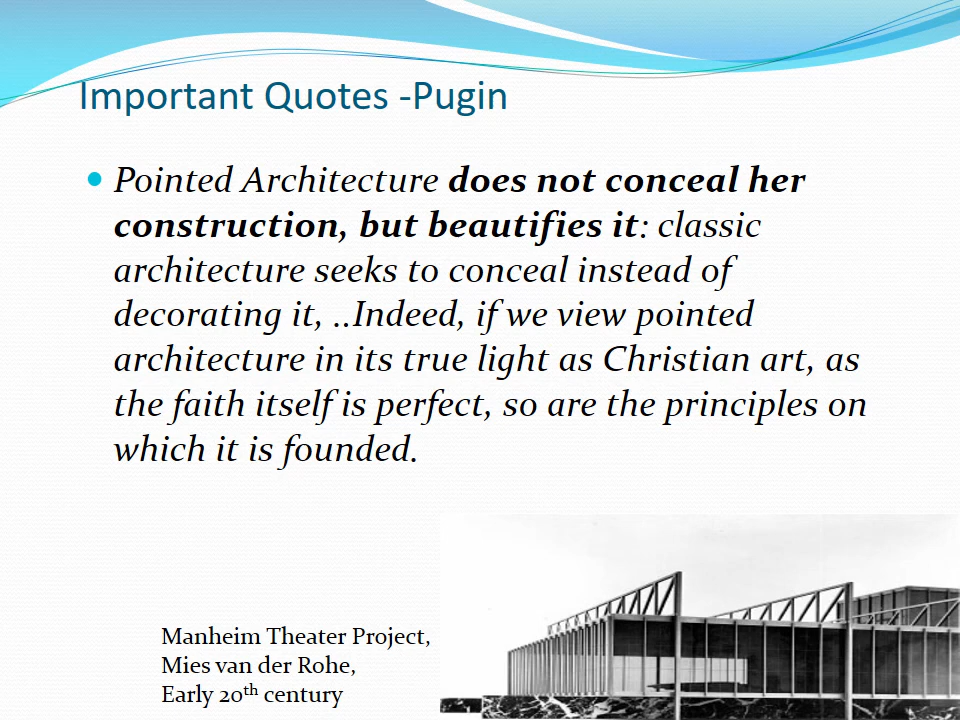 Important Quotes -Pugin
Pointed Architecture does not conceal her
construction, but beautifies it: classic
architecture seeks to conceal instead of
decorating it, ..Indeed, if we view pointed
architecture in its true light as Christian art, as
the faith itself is perfect, so are the principles on
which it is founded.
Manheim Theater Project,
Mies van der Rohe,
Early 20th century